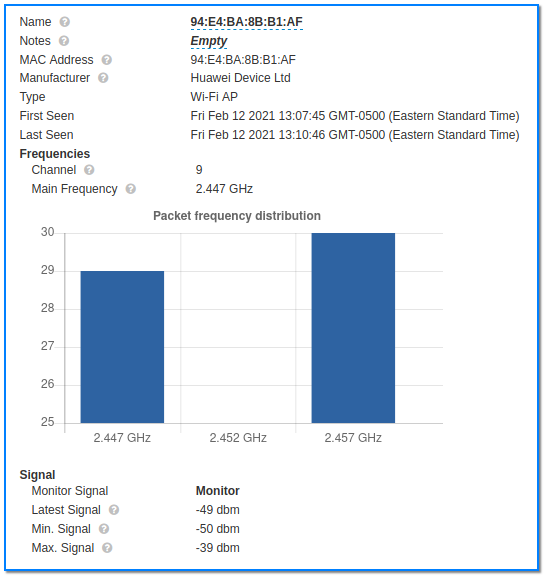 Name ? 94:E4:BA:8B:B1:AF
Notes ? Empty
MAC Address ? 94:E4:BA:8B:B1:AF
Manufacturer ? Huawei Device Ltd
Type Wi-Fi AP
First Seen Fri Feb 12 2021 13:07:45 GMT-0500 (Eastern Standard Time)
Last Seen Fri Feb 12 2021 13:10:46 GMT-0500 (Eastern Standard Time)
Frequencies
Channel ? 9
Main Frequency ? 2.447 GHz
Packet frequency distribution
30
29
28
27
26
25
2.447 GHz 2.452 GHz 2.457 GHz
Signal
Monitor Signal Monitor
Latest Signal ? -49 dbm
Min. Signal ? -50 dbm
Max. Signal ? -39 dbm